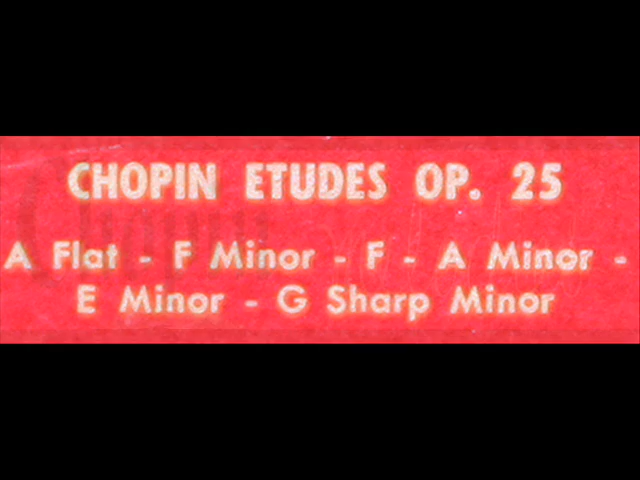 CHOPIN ETUDES OP. 25
A Flat - F Minor - F - A Minor -
E Minor - G Sharp Minor